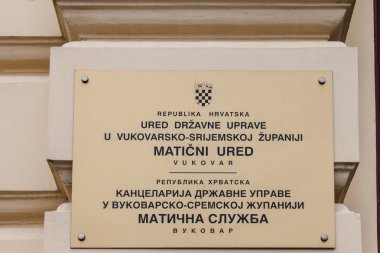 REPUBLIKA HRVATSKA
URED DRŽAVNE UPRAVE
U VUKOVARSKO-SRIJEMSKOJ ŽUPANIJI
MATIČNI URED
VUKOVAR
РЕПУБЛИКА ХРВАТСКА
КАНЦЕЛАРИЈА ДРЖАВНЕ УПРАВЕ
У ВУКОВАРСКО-СРЕМСКОЈ ЖУПАНИЈИ
МАТИЧНА СЛУЖБА
ВУКОВАР